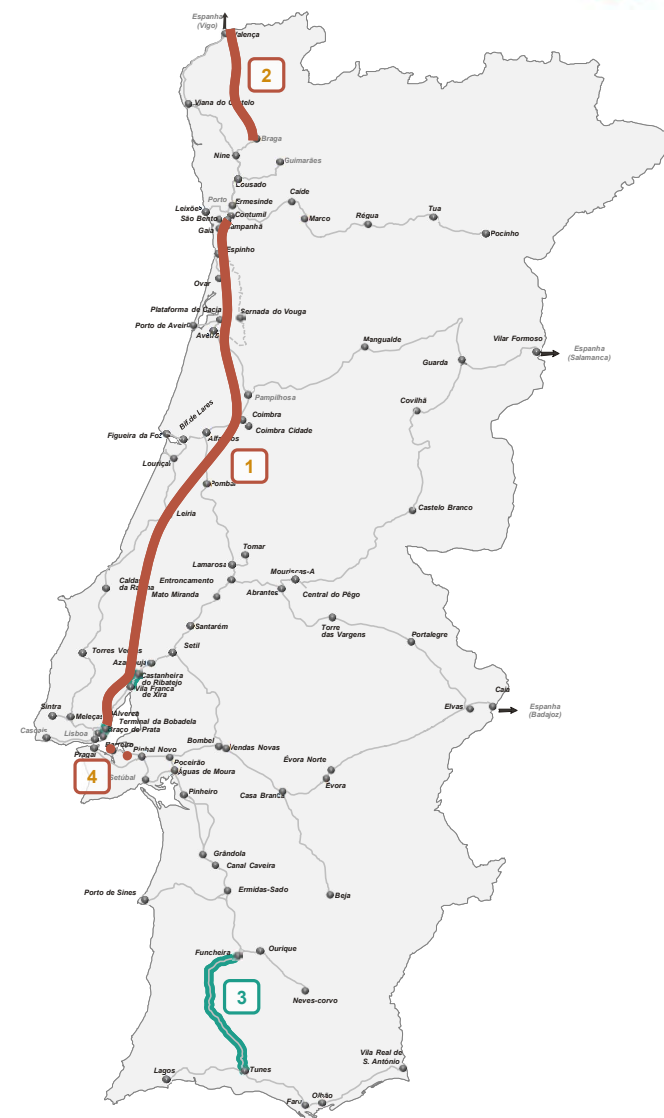 Espanha
(Vigo)
Valença
2
Viana do Castelo
Braga
Nine
Guimarães
Lousado
Porto
Ermesinde
Caíde
Leixões
Contumil
São Bento
Marco
Régua
Tua
Gaia
Campanhã
Pocinho
Espinho
Ovar
Plataforma de Cacia
Sernada do Vouga
Porto de Aveiro
Aveiro
Mangualde
Vilar Formoso
Espanha
(Salamanca)
Guarda
Pampilhosa
Covilhã
Bif.de Lares
Coimbra
Figueira da Foz
Alfarelos
Coimbra Cidade
Louriçal
1
Pombal
Leiria
Castelo Branco
Tomar
Lamarosa
Entroncamento
Mouriscas-A
Caldas
da Rainha
Mato Miranda
Abrantes
Central do Pêgo
Santarém
Torre
das Vargens
Portalegre
Torres Vedras
Setil
Azambuja
Castanheira
do Ribatejo
Vila Franca
de Xira
Caia
Sintra
Meleças
Alverca
Elvas
Espanha
(Badajoz)
Terminal da Bobadela
Cascais
Lisboa
Braço de Prata
Barreiro
Bombel
Vendas Novas
Pragal
Pinhal Novo
Poceirão
Évora Norte
4
Setúbal
Águas de Moura
Évora
Pinheiro
Casa Branca
Grândola
Canal Caveira
Porto de Sines
Ermidas-Sado
Beja
Funcheira
Ourique
3
Neves-corvo
Vila Real de
S. António
Lagos
Tunes
Faro
Olhão